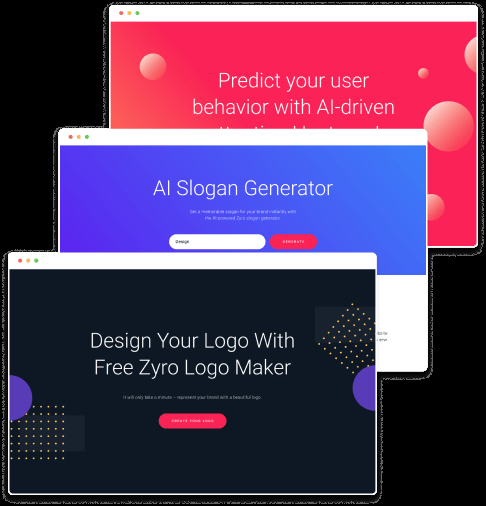 Predict your user
behavior with AI-driven
AI Slogan Generator
Get a memorable slogan for your brand instantly with
the AI-powered Zyro slogan generator.
Design
GENERATE
Design Your Logo With
Free Zyro Logo Maker
It will only take a minute – represent your brand with a beautiful logo.
CREATE YOUR LOGO